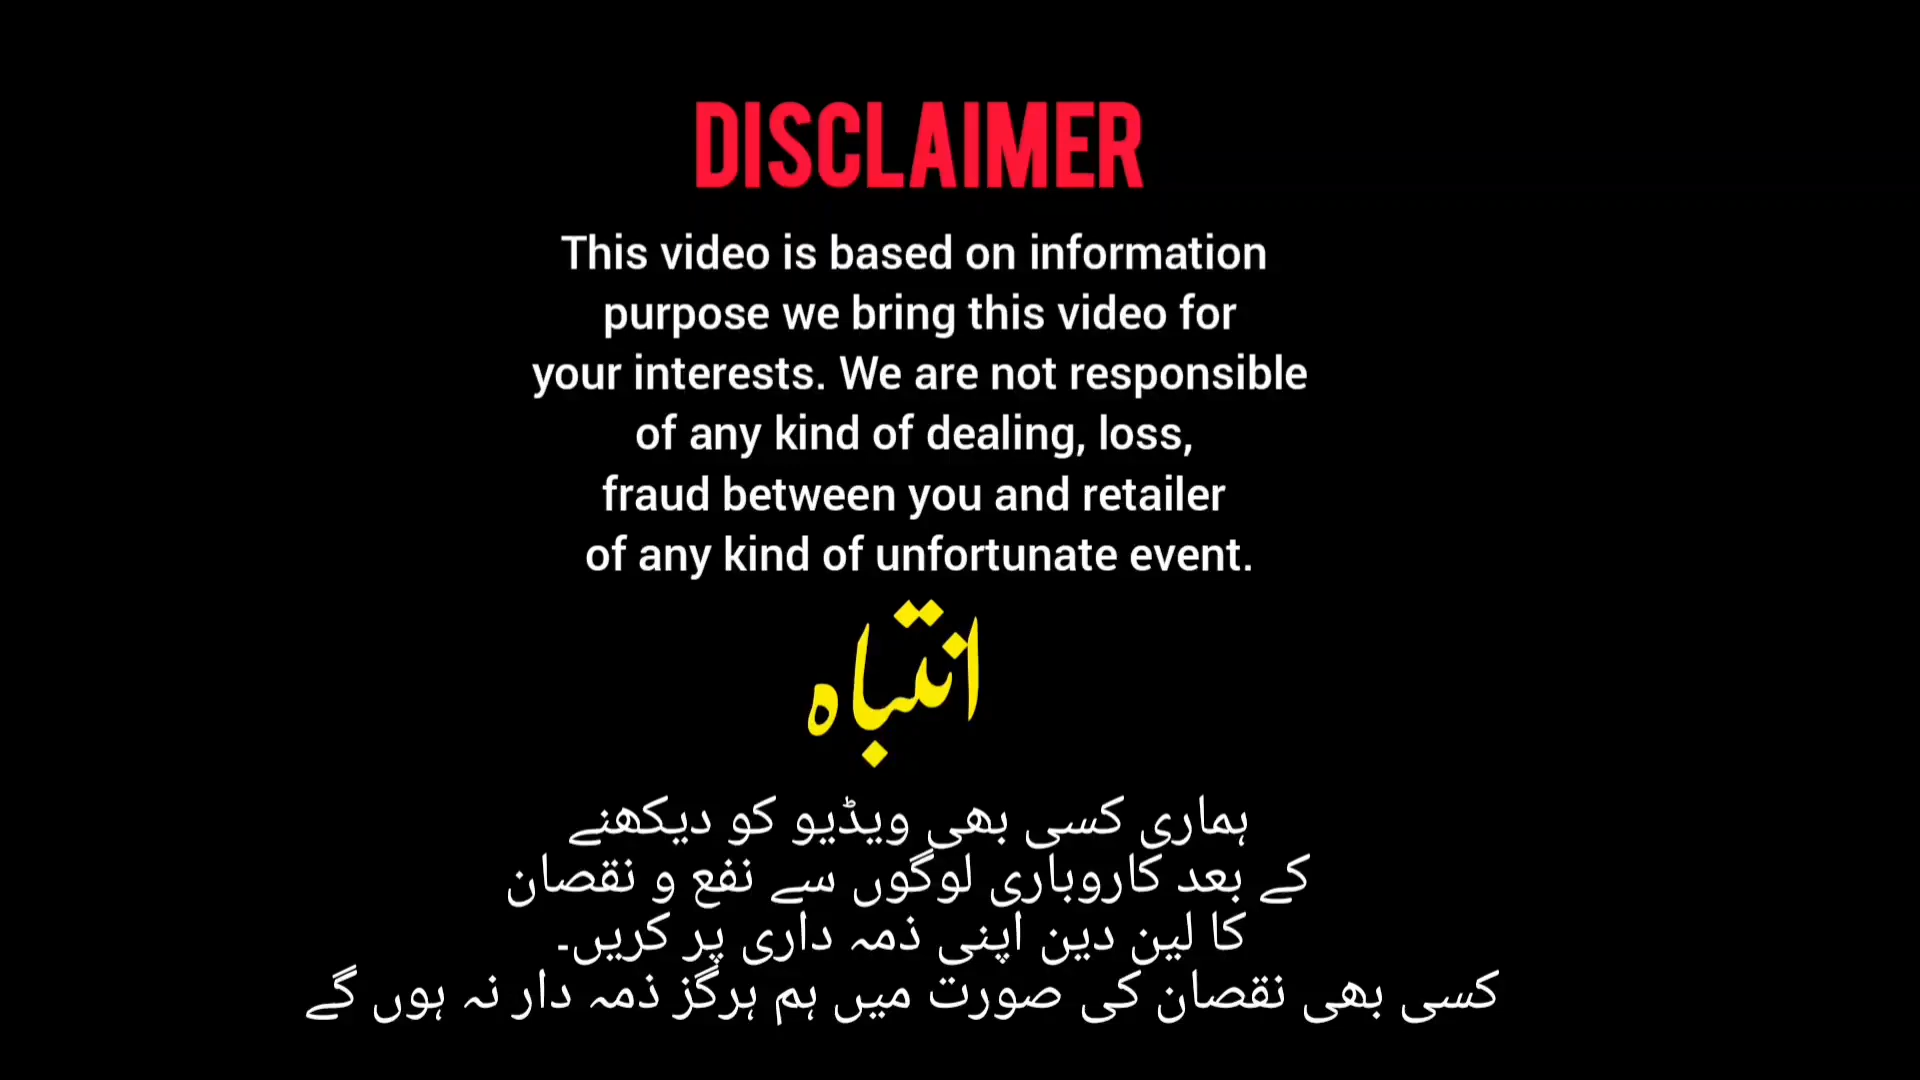 DISCLAIMER
This video is based on information
purpose we bring this video for
your interests. We are not responsible
of any kind of dealing, loss,
fraud between you and retailer
of any kind of unfortunate event.
انتباہ
ہماری کسی بھی ویڈیو کو دیکھنے
کے بعد کاروباری لوگوں سے نفع و نقصان
کا لین دین اپنی ذمہ داری پر کریں۔
کسی بھی نقصان کی صورت میں ہم ہرگز ذمہ دار نہ ہوں گے